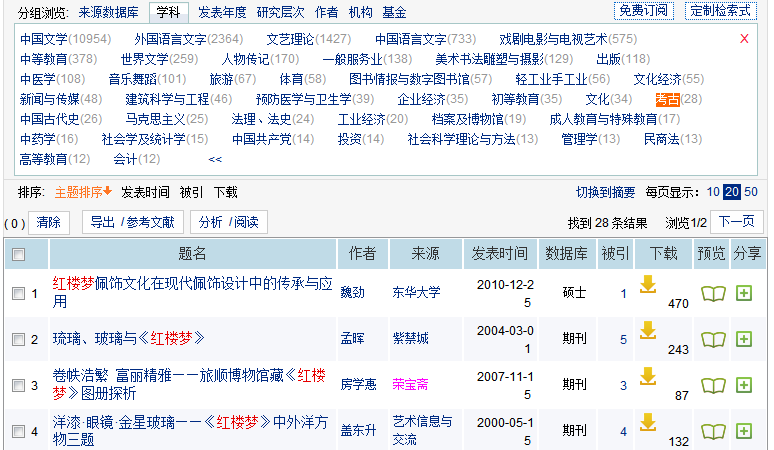 分组浏览: 来源数据库 学科 发表年度 研究层次 作者 机构 基金 免费订阅 定制检索式
中国文学(10954) 外国语言文字(2364) 文艺理论(1427) 中国语言文字(733) 戏剧电影与电视艺术(575) X
中等教育(378) 世界文学(259) 人物传记(170) 一般服务业(138) 美术书法雕塑与摄影(129) 出版(118)
中医学(108) 音乐舞蹈(101) 旅游(67) 体育(58) 图书情报与数字图书馆(57) 轻工业手工业(56) 文化经济(55)
新闻与传媒(48) 建筑科学与工程(46) 预防医学与卫生学(39) 企业经济(35) 初等教育(35) 文化(34) 考古(28)
中国古代史(26) 马克思主义(25) 法理、法史(24) 工业经济(20) 档案及博物馆(19) 成人教育与特殊教育(17)
中药学(16) 社会学及统计学(15) 中国共产党(14) 投资(14) 社会科学理论与方法(13) 管理学(13) 民商法(13)
高等教育(12) 会计(12) <<
排序: 主题排序 发表时间 被引 下载 切换到摘要 每页显示: 10 20 50
(0) 清除 导出 /参考文献 分析 /阅读 找到 28 条结果 浏览1/2 下一页
题名 作者 来源 发表时间 数据库 被引 下载 预览 分享
1 红楼梦佩饰文化在现代佩饰设计中的传承与应 魏劲 东华大学 2010-12-2 硕士 1 470
用 5
2 琉璃、玻璃与《红楼梦》 孟晖 紫禁城 2004-03-0 期刊 5 243
1
3 卷帙浩繁 富丽精雅——旅顺博物馆藏《红楼 房学惠 荣宝斋 2007-11-1 期刊 3 87
梦》图册探析 5
4 洋漆·眼镜·金星玻璃——《红楼梦》中外洋方 盖东升 艺术信息与 2000-05-1 期刊 4 132
物三题 交流 5